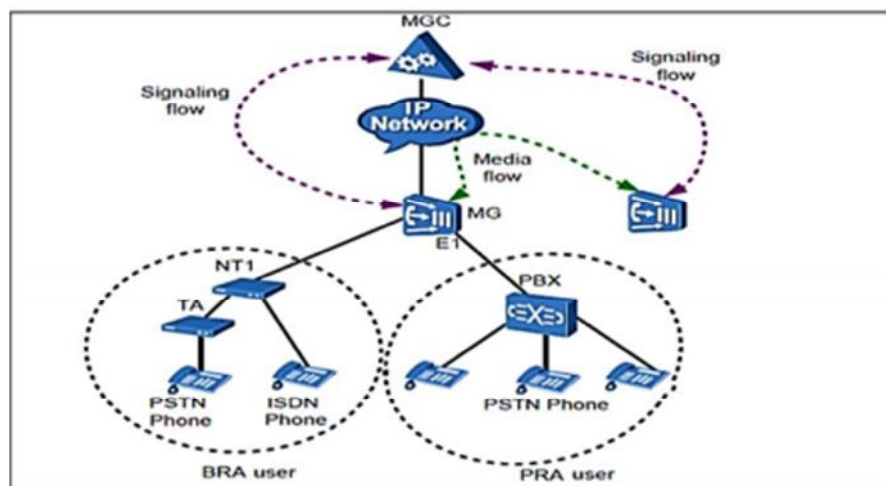 MGC
Signaling
flow
Signaling
flow
IP
Network
Media
flow
MG
E1
NT1
TA
PBX
PSTN
Phone
ISDN
Phone
PSTN Phone
BRA user
PRA user